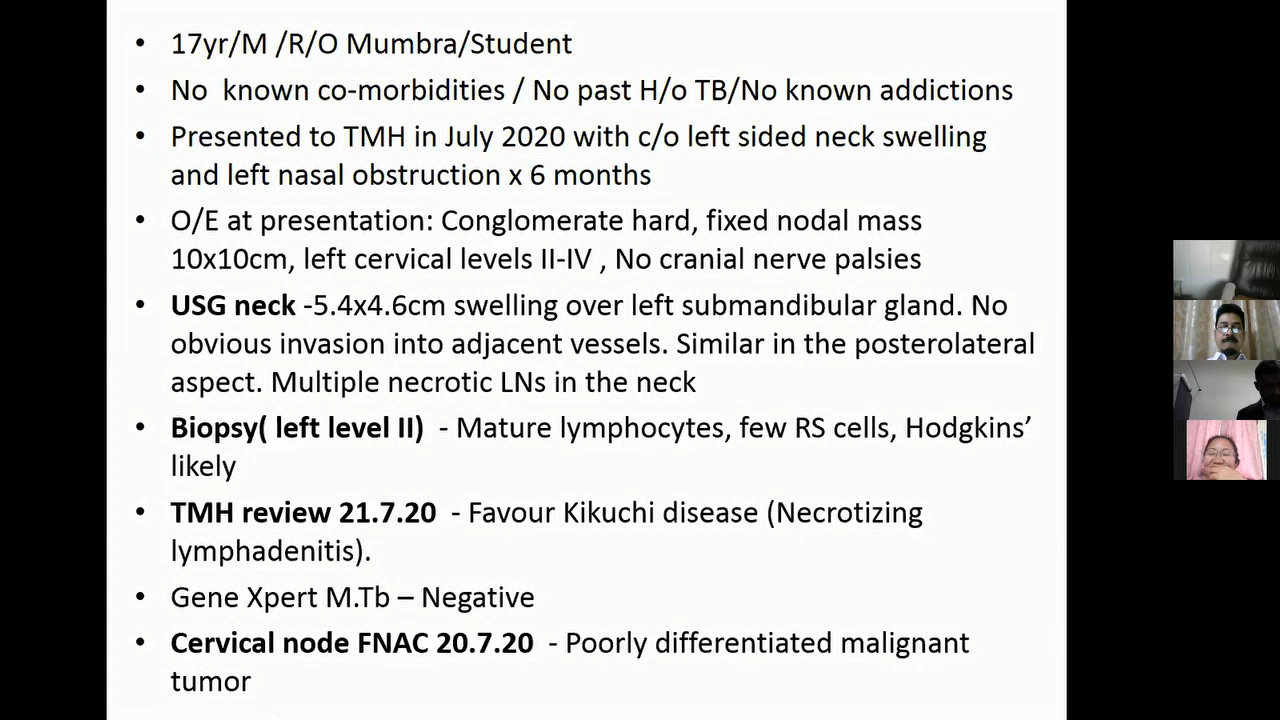 • 17yr/M /R/O Mumbra/Student
• No known co-morbidities / No past H/o TB/No known addictions
• Presented to TMH in July 2020 with c/o left sided neck swelling
and left nasal obstruction x 6 months
• O/E at presentation: Conglomerate hard, fixed nodal mass
10x10cm, left cervical levels II-IV , No cranial nerve palsies
• USG neck -5.4x4.6cm swelling over left submandibular gland. No
obvious invasion into adjacent vessels. Similar in the posterolateral
aspect. Multiple necrotic LNs in the neck
• Biopsy( left level II) - Mature lymphocytes, few RS cells, Hodgkins’
likely
• TMH review 21.7.20 - Favour Kikuchi disease (Necrotizing
lymphadenitis).
• Gene Xpert M.Tb – Negative
• Cervical node FNAC 20.7.20 - Poorly differentiated malignant
tumor